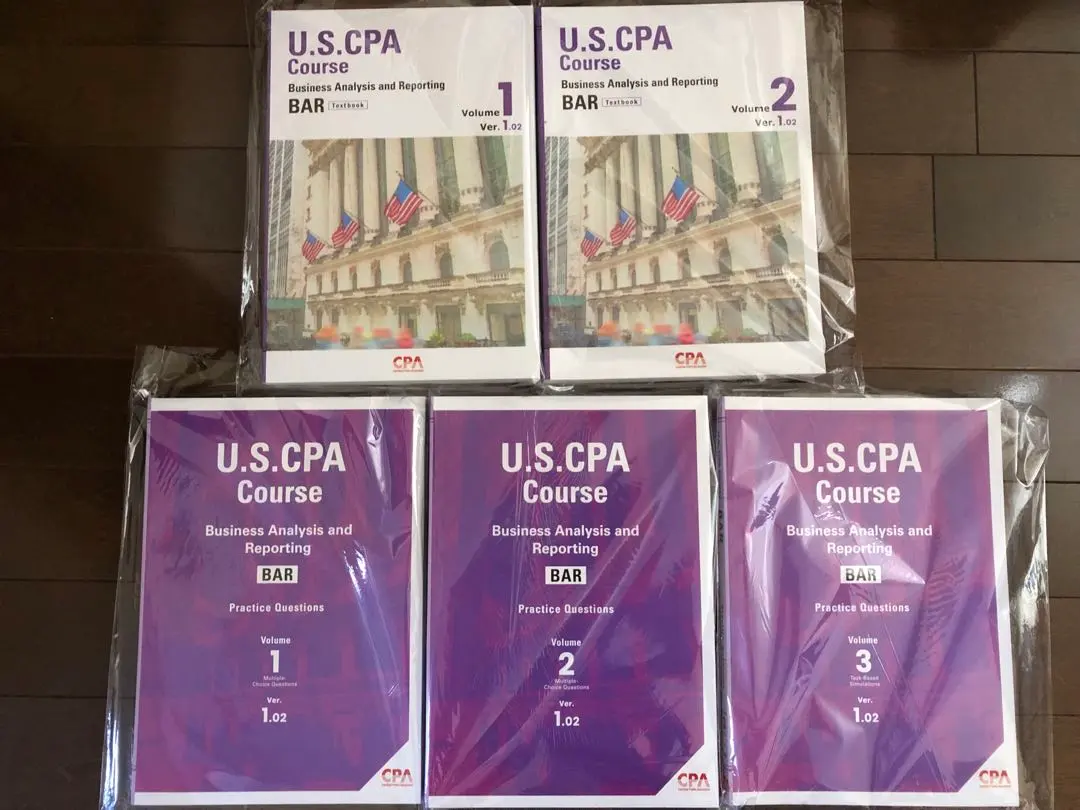 U.S.CPA
Course
Business Analysis and Reporting
BAR Textbook
Volume 1
Ver. 1.02
CPA
U.S.CPA
Course
Business Analysis and Reporting
BAR Textbook
Volume 2
Ver. 1.02
CPA
U.S.CPA
Course
Business Analysis and
Reporting
BAR
Practice Questions
Volume
1
Multiple-
Choice Questions
Ver.
1.02
CPA
U.S.CPA
Course
Business Analysis and
Reporting
BAR
Practice Questions
Volume
2
Multiple-
Choice Questions
Ver.
1.02
CPA
U.S.CPA
Course
Business Analysis and
Reporting
BAR
Practice Questions
Volume
3
Task-Based
Simulations
Ver.
1.02
CPA